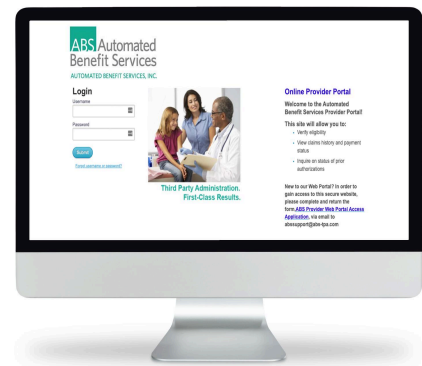 ABS Automated
Benefit Services
AUTOMATED BENEFIT SERVICES, INC.
Login
Username
Password
Submit
Forgot username or password?
Third Party Administration.
First-Class Results.
Online Provider Portal
Welcome to the Automated
Benefit Services Provider Portal!
This site will allow you to:
• Verify eligibility
• View claims history and payment
status
• Inquire on status of prior
authorizations
New to our Web Portal? In order to
gain access to this secure website,
please complete and return the
form,ABS Provider Web Portal Access
Application, via email to
abssupport@abs-tpa.com